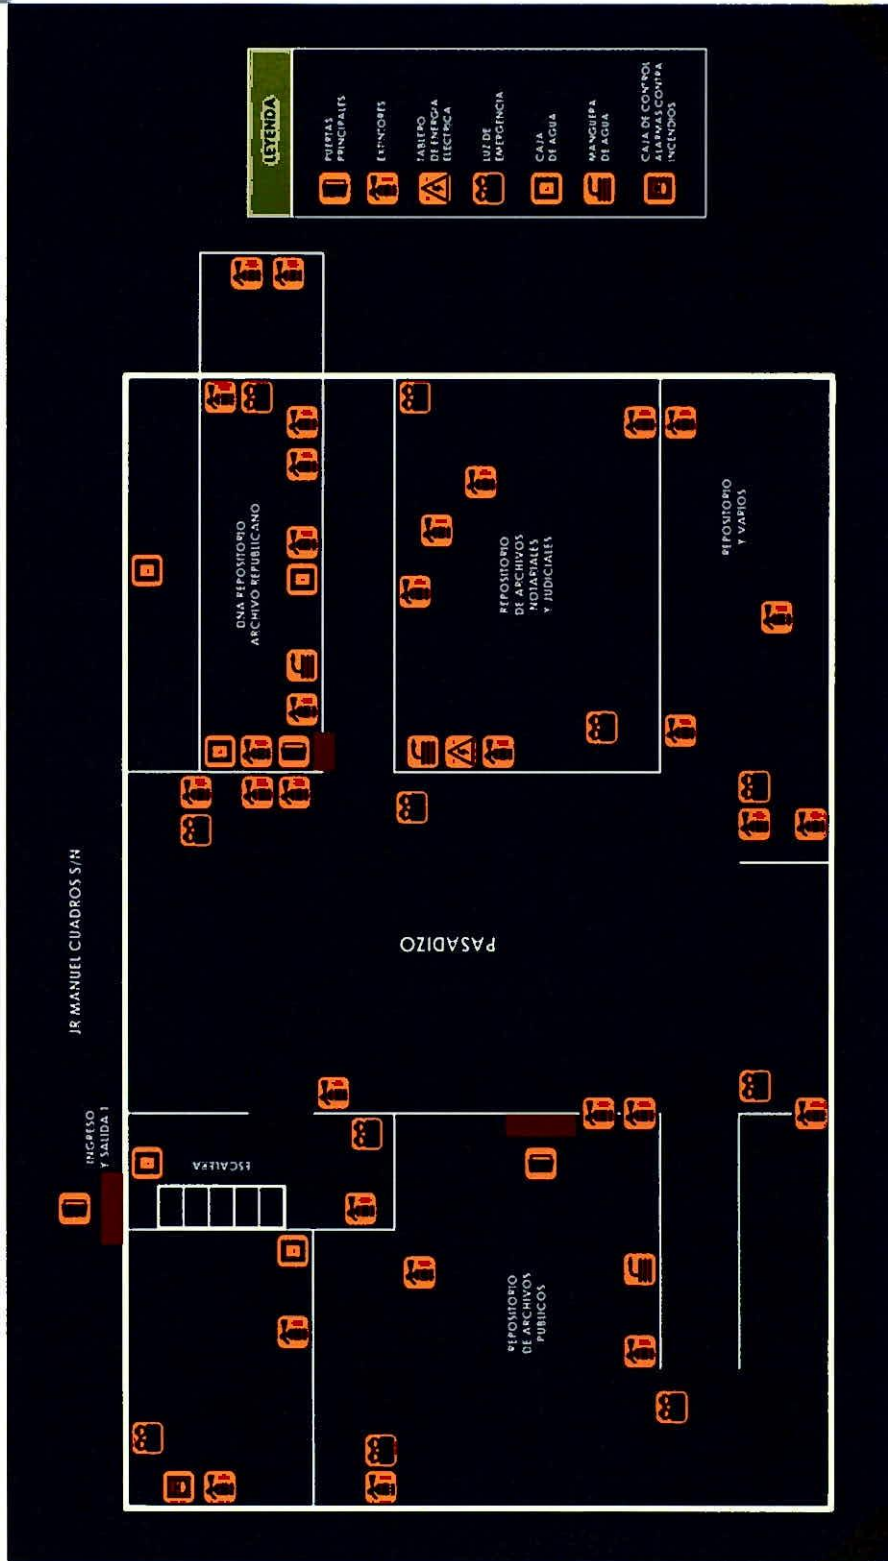 LEYENDA
PUERTAS
PRINCIPALES
EXTINTORES
TABLERO
DE ENERGIA
ELECTRICA
LUZ DE
EMERGENCIA
CAJA
DE AGUA
MANGUERA
DE AGUA
CAJA DE CONTROL
ALARMAS CONTRA
INCENDIOS
JR MANUEL CUADROS S/N
INGRESO
Y SALIDA 1
ESCALERA
DNA REPOSITORIO
ARCHIVO REPUBLICANO
REPOSITORIO
DE ARCHIVOS
NOTARIALES
Y JUDICIALES
REPOSITORIO
Y VARIOS
PASADIZO
REPOSITORIO
DE ARCHIVOS
PUBLICOS